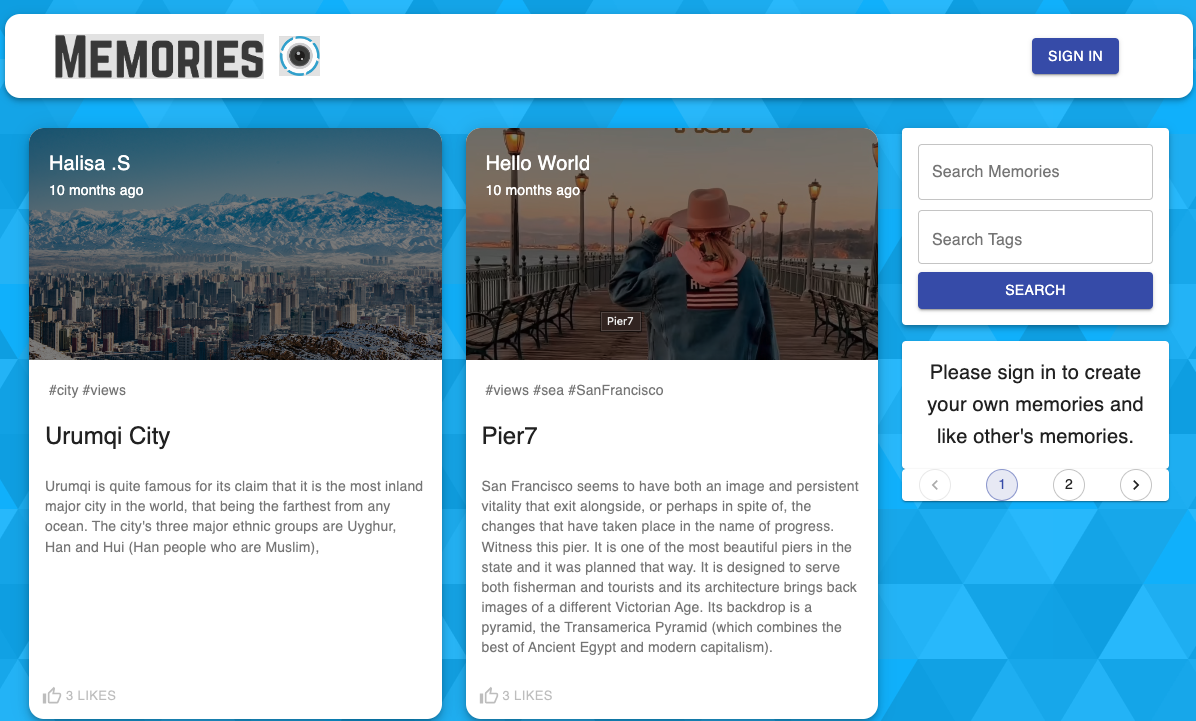 MEMORIES
SIGN IN
Halisa .S
10 months ago
#city #views
Urumqi City
Urumqi is quite famous for its claim that it is the most inland
major city in the world, that being the farthest from any
ocean. The city's three major ethnic groups are Uyghur,
Han and Hui (Han people who are Muslim),
3 LIKES
Hello World
10 months ago
Pier7
#views #sea #SanFrancisco
Pier7
San Francisco seems to have both an image and persistent
vitality that exit alongside, or perhaps in spite of, the
changes that have taken place in the name of progress.
Witness this pier. It is one of the most beautiful piers in the
state and it was planned that way. It is designed to serve
both fisherman and tourists and its architecture brings back
images of a different Victorian Age. Its backdrop is a
pyramid, the Transamerica Pyramid (which combines the
best of Ancient Egypt and modern capitalism).
3 LIKES
Search Memories
Search Tags
SEARCH
Please sign in to create
your own memories and
like other's memories.
1
2